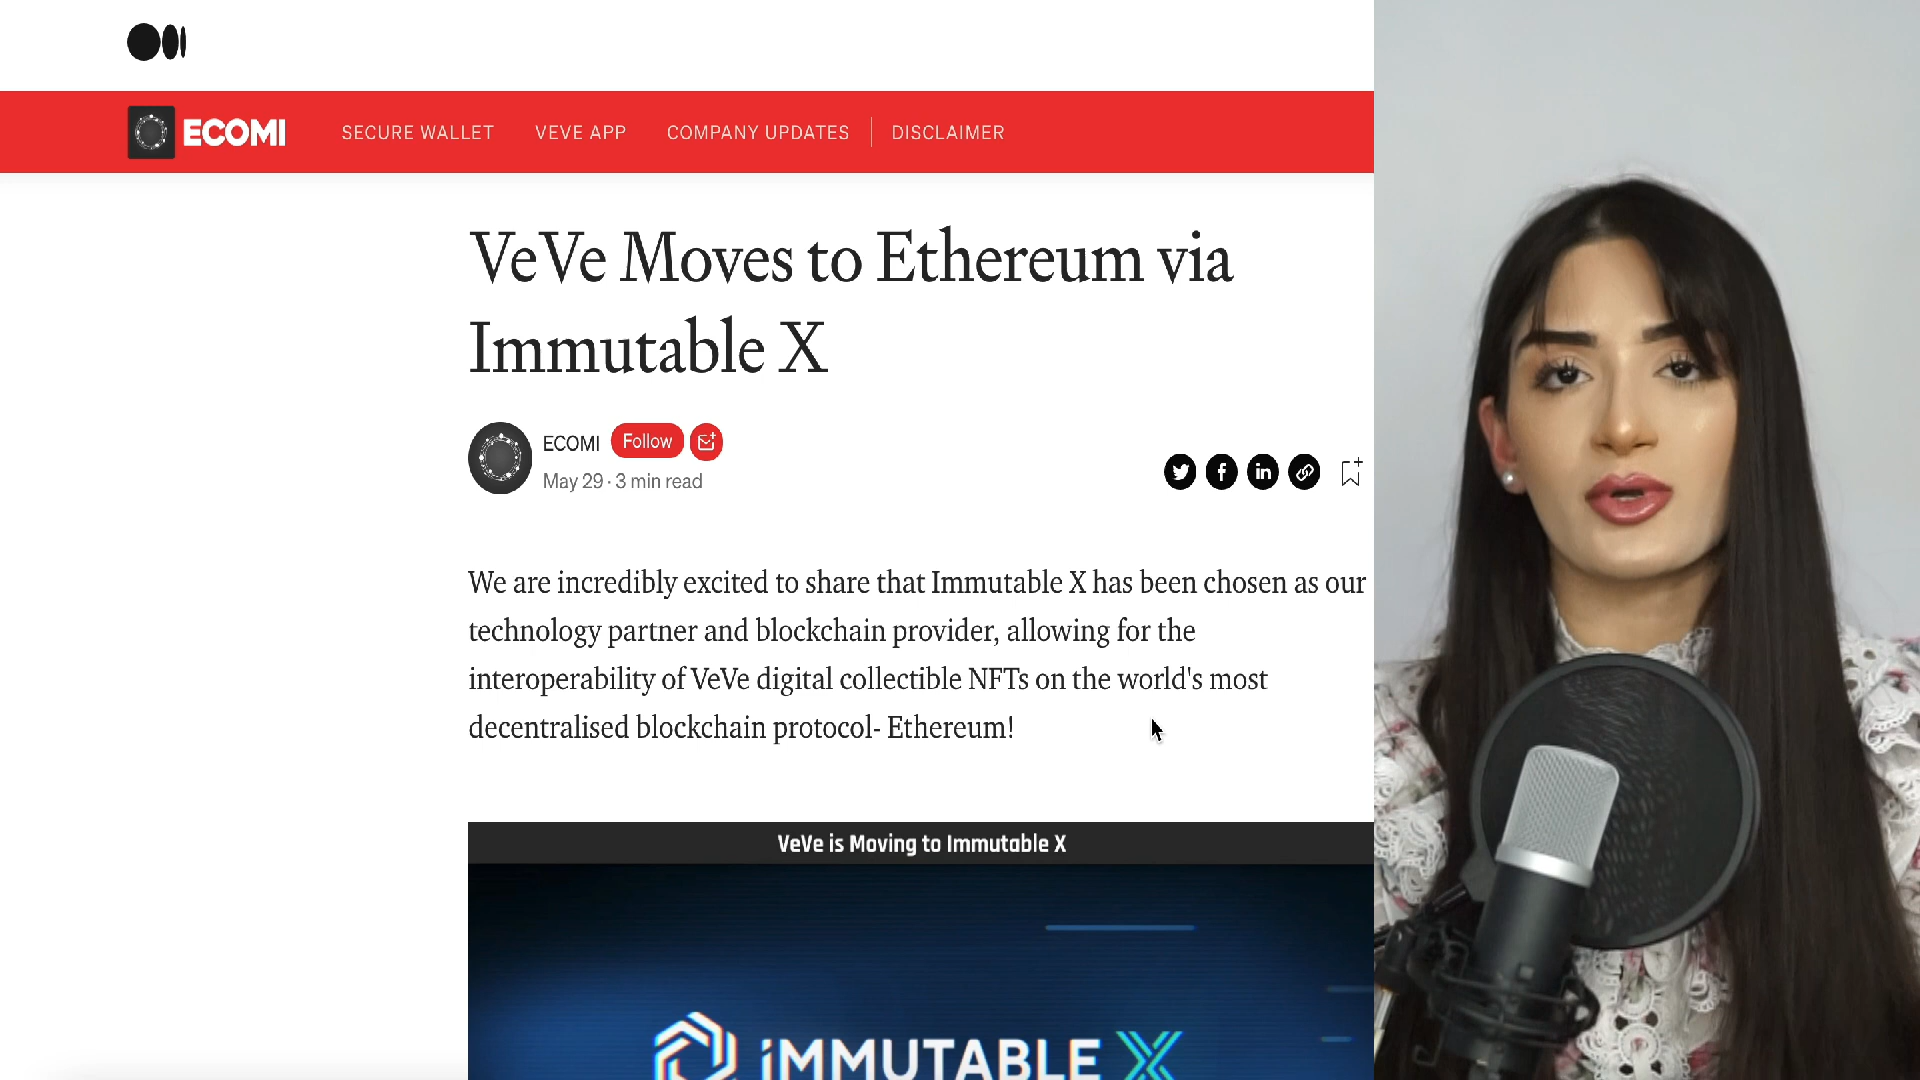 ECOMI
SECURE WALLET
VEVE APP
COMPANY UPDATES
DISCLAIMER
VeVe Moves to Ethereum via
Immutable X
ECOMI
Follow
May 29 · 3 min read
We are incredibly excited to share that Immutable X has been chosen as our
technology partner and blockchain provider, allowing for the
interoperability of VeVe digital collectible NFTs on the world's most
decentralised blockchain protocol- Ethereum!
VeVe is Moving to Immutable X
iMMUTABLE X